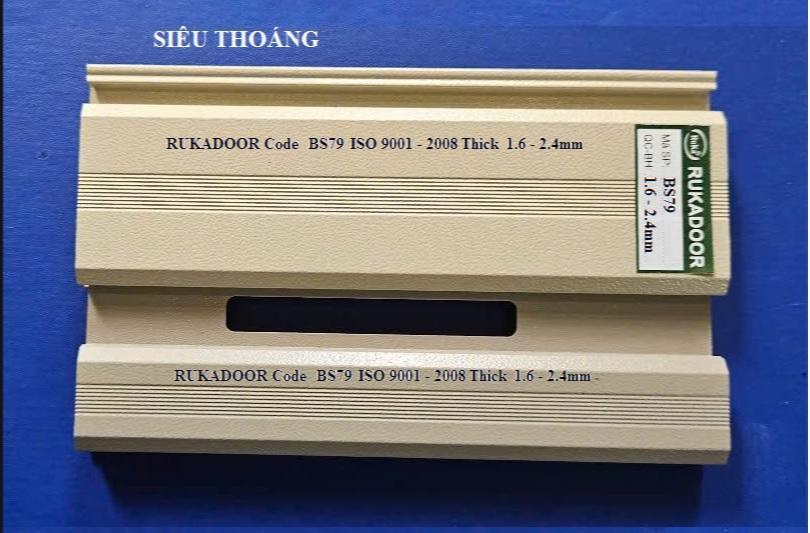 SIÊU THOÁNG
RUKADOOR Code BS79 ISO 9001 - 2008 Thick 1.6 - 2.4mm
Ruka
RUKADOOR
Mã SP: BS79
QC-BH: 1.6 - 2.4mm
RUKADOOR Code BS79 ISO 9001 - 2008 Thick 1.6 - 2.4mm -